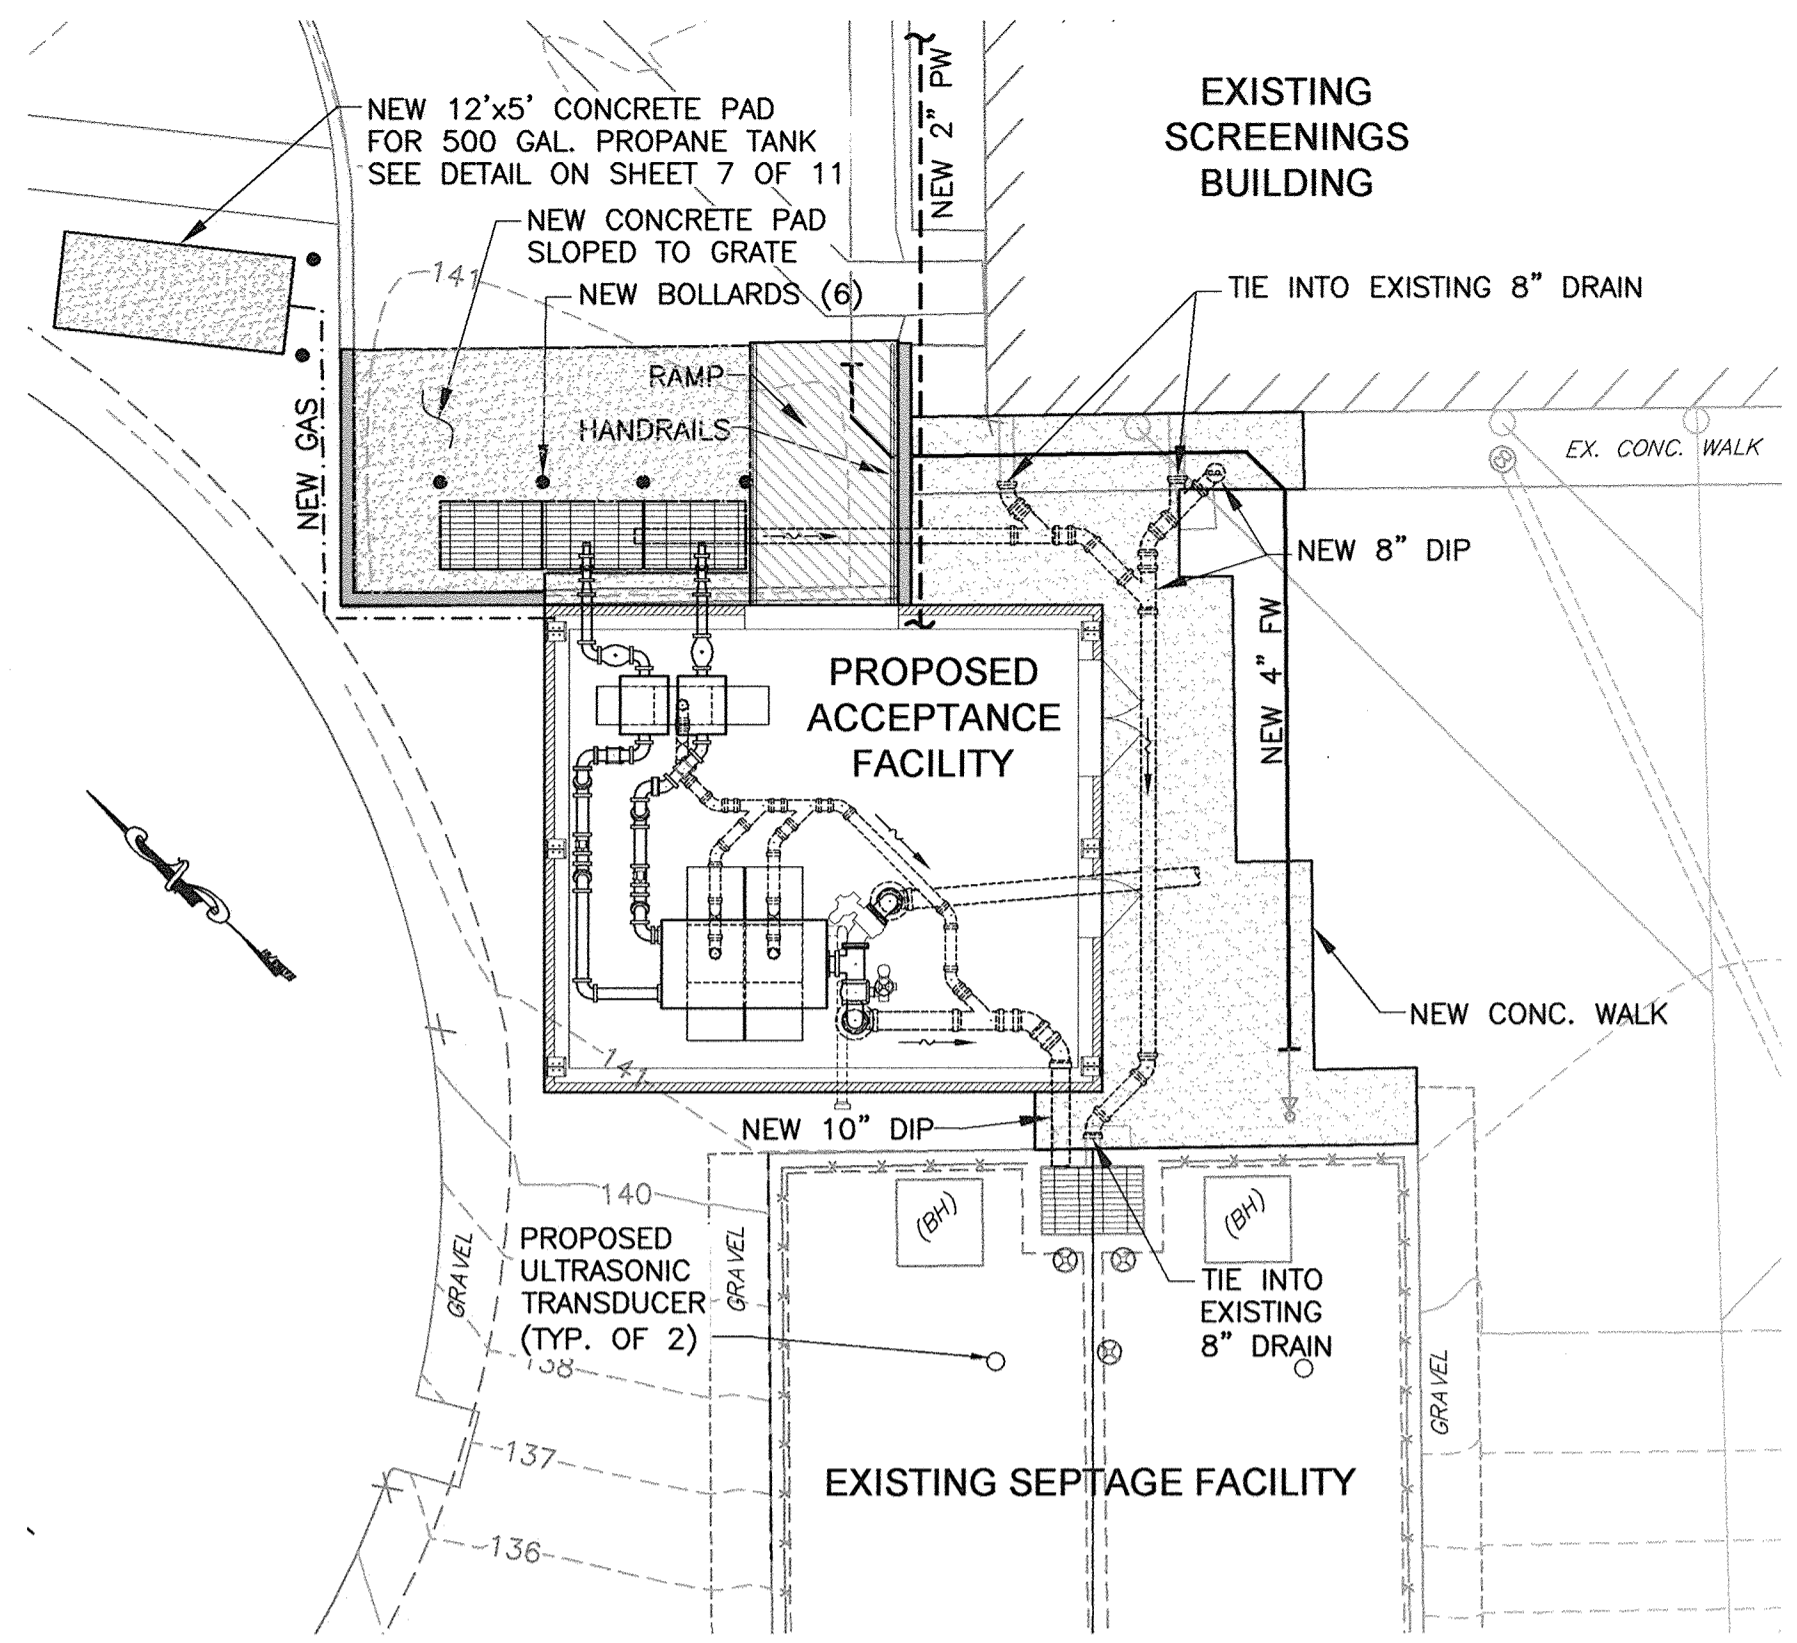 NEW 12'x5' CONCRETE PAD
FOR 500 GAL. PROPANE TANK
SEE DETAIL ON SHEET 7 OF 11
NEW CONCRETE PAD
SLOPED TO GRATE
NEW BOLLARDS (6)
141
NEW 2" PW
EXISTING
SCREENINGS
BUILDING
TIE INTO EXISTING 8" DRAIN
RAMP
HANDRAILS
NEW GAS
EX. CONC. WALK
C.O.
NEW 8" DIP
NEW 4" FW
PROPOSED
ACCEPTANCE
FACILITY
NEW CONC. WALK
141
NEW 10" DIP
140
GRAVEL
PROPOSED
ULTRASONIC
TRANSDUCER
(TYP. OF 2)
GRAVEL
(BH)
(BH)
TIE INTO
EXISTING
8" DRAIN
GRAVEL
138
137
EXISTING SEPTAGE FACILITY
136